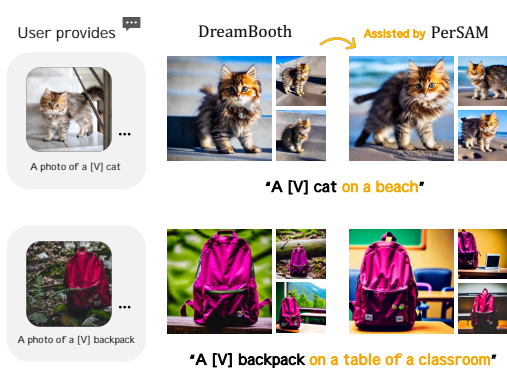 User provides
DreamBooth
Assisted by PerSAM
A photo of a [V] cat
...
“A [V] cat on a beach”
A photo of a [V] backpack
...
“A [V] backpack on a table of a classroom”